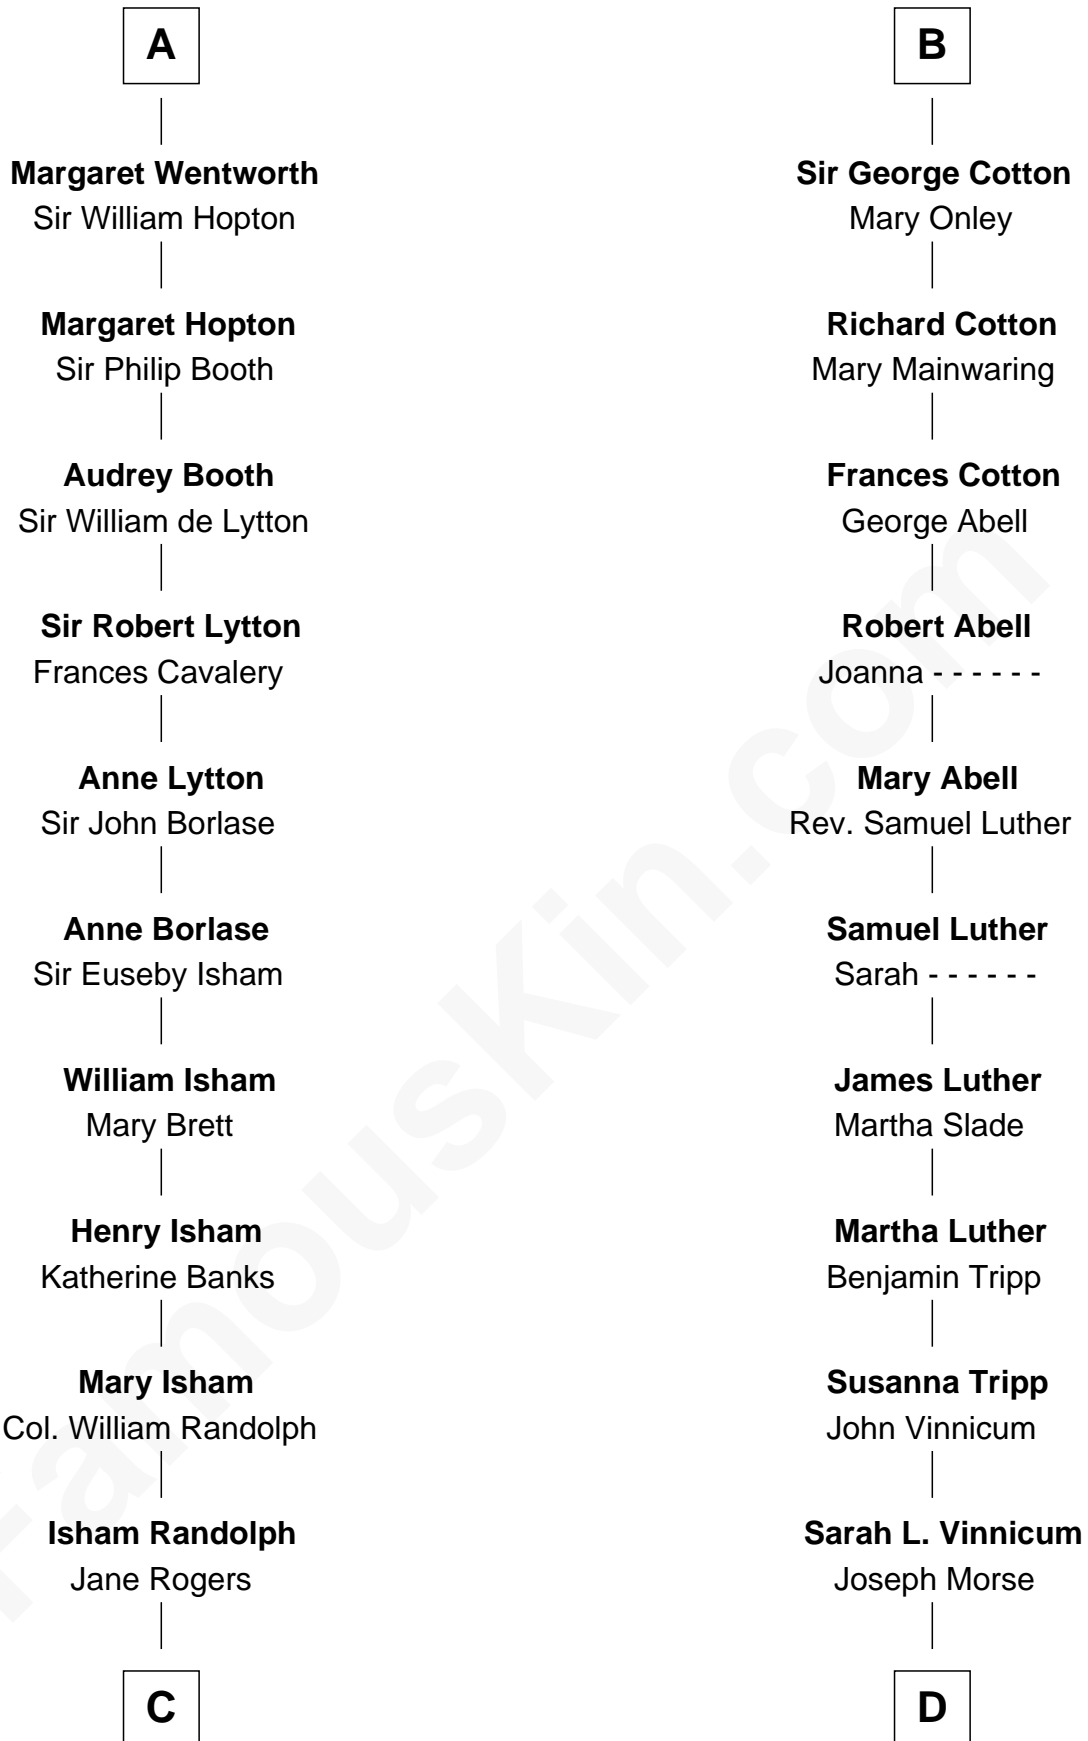 A
Margaret Wentworth
Sir William Hopton
Margaret Hopton
Sir Philip Booth
Audrey Booth
Sir William de Lytton
Sir Robert Lytton
Frances Cavalery
Anne Lytton
Sir John Borlase
Anne Borlase
Sir Euseby Isham
William Isham
Mary Brett
Henry Isham
Katherine Banks
Mary Isham
Col. William Randolph
Isham Randolph
Jane Rogers
C
B
Sir George Cotton
Mary Onley
Richard Cotton
Mary Mainwaring
Frances Cotton
George Abell
Robert Abell
Joanna - - - - - -
Mary Abell
Rev. Samuel Luther
Samuel Luther
Sarah - - - - - -
James Luther
Martha Slade
Martha Luther
Benjamin Tripp
Susanna Tripp
John Vinnicum
Sarah L. Vinnicum
Joseph Morse
D
FamousKin.com